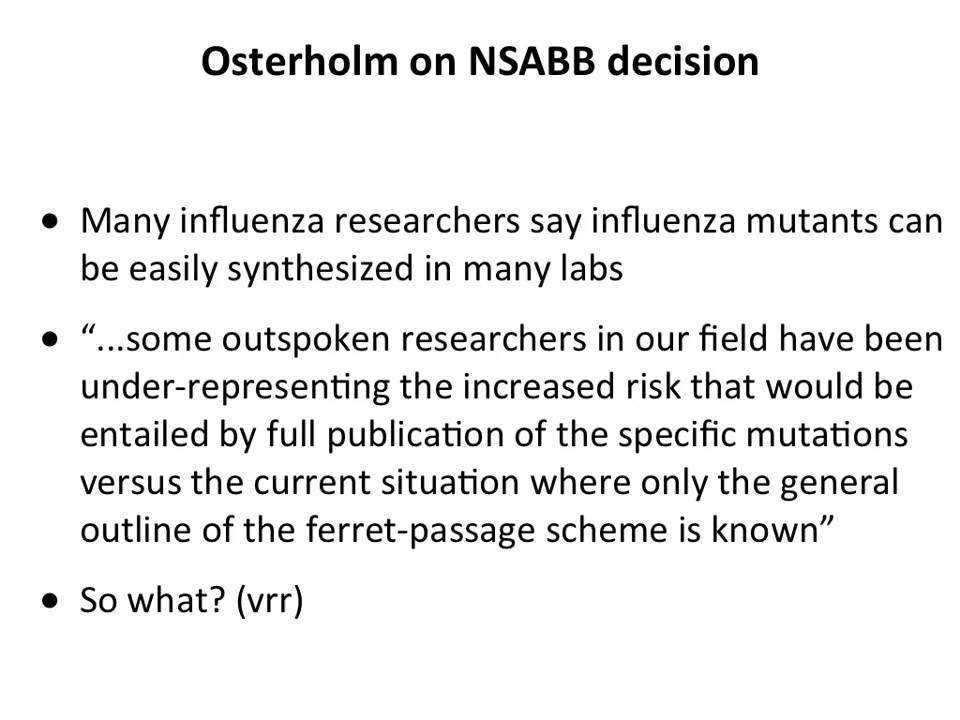 Osterholm on NSABB decision
• Many influenza researchers say influenza mutants can
be easily synthesized in many labs
• “...some outspoken researchers in our field have been
under-representing the increased risk that would be
entailed by full publication of the specific mutations
versus the current situation where only the general
outline of the ferret-passage scheme is known”
• So what? (vrr)